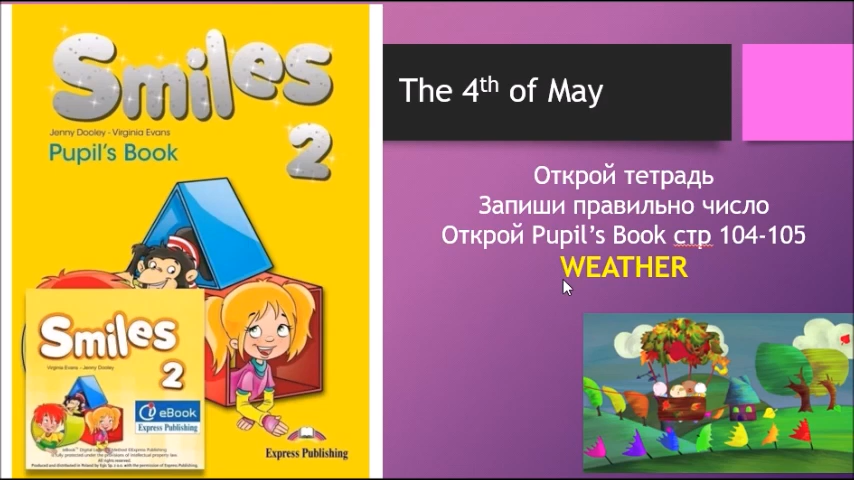 Smiles
Jenny Dooley - Virginia Evans
Pupil's Book
2
Smiles
Virginia Evans - Jenny Dooley
2
eBook
Express Publishing
Express Publishing
The 4th of May
Открой тетрадь
Запиши правильно число
Открой Pupil's Book стр 104-105
WEATHER